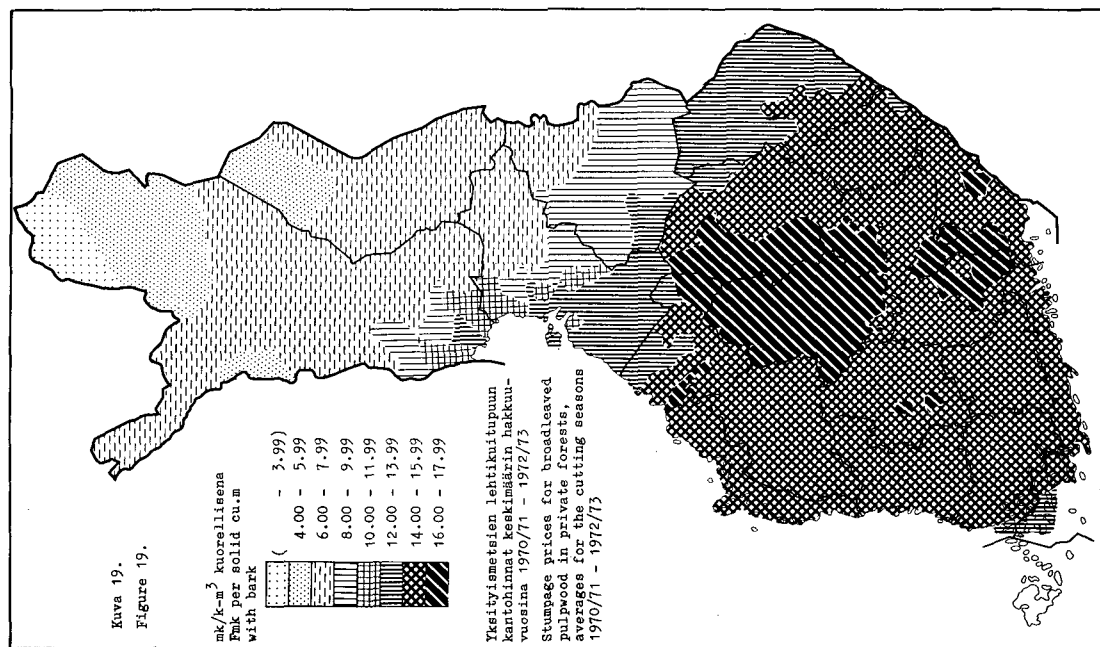 Kuva 19.
Figure 19.
mk/k-m³ kuorellisena
Fmk per solid cu.m
with bark
( - 3.99)
4.00 - 5.99
6.00 - 7.99
8.00 - 9.99
10.00 - 11.99
12.00 - 13.99
14.00 - 15.99
16.00 - 17.99
Yksityismetsien lehtikuitupuun
kantohinnat keskimäärin hakkuu-
vuosina 1970/71 - 1972/73
Stumpage prices for broadleaved
pulpwood in private forests,
averages for the cutting seasons
1970/71 - 1972/73